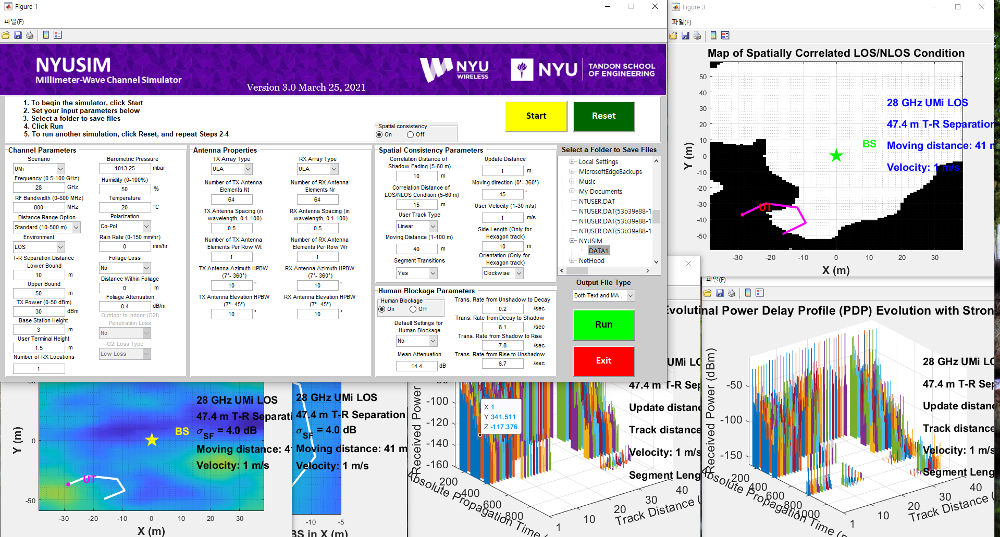 Figure 1
파일(F)
NYUSIM
Millimeter-Wave Channel Simulator
Version 3.0 March 25, 2021
NYU
WIRELESS
NYU
TANDON SCHOOL
OF ENGINEERING
1. To begin the simulator, click Start
2. Set your input parameters below
3. Select a folder to save files
4. Click Run
5. To run another simulation, click Reset, and repeat Steps 2-4
Spatial consistency
On Off
Start
Reset
Channel Parameters
Scenario
UMi
Frequency (0.5-100 GHz)
28 GHz
RF Bandwidth (0-800 MHz)
800 MHz
Distance Range Option
Standard (10-500 m)
Environment
LOS
T-R Separation Distance
Lower Bound
10 m
Upper Bound
50 m
TX Power (0-50 dBm)
30 dBm
Base Station Height
3 m
User Terminal Height
1.5 m
Number of RX Locations
1
Barometric Pressure
1013.25 mbar
Humidity (0-100%)
50 %
Temperature
20 °C
Polarization
Co-Pol
Rain Rate (0-150 mm/hr)
0 mm/hr
Foliage Loss
No
Distance Within Foliage
0 m
Foliage Attenuation
0.4 dB/m
Outdoor to Indoor (O2I)
Penetration Loss
No
O2I Loss Type
Low Loss
Antenna Properties
TX Array Type
ULA
Number of TX Antenna
Elements Nt
64
TX Antenna Spacing (in
wavelength, 0.1-100)
0.5
Number of TX Antenna
Elements Per Row Wt
1
TX Antenna Azimuth HPBW
(7°- 360°)
10 °
TX Antenna Elevation HPBW
(7°- 45°)
10 °
RX Array Type
ULA
Number of RX Antenna
Elements Nr
64
RX Antenna Spacing (in
wavelength, 0.1-100)
0.5
Number of RX Antenna
Elements Per Row Wr
1
RX Antenna Azimuth HPBW
(7°- 360°)
10 °
RX Antenna Elevation HPBW
(7°- 45°)
10 °
Spatial Consistency Parameters
Correlation Distance of
Shadow Fading (5-60 m)
10 m
Correlation Distance of
LOS/NLOS Condition (5-60 m)
15 m
User Track Type
Linear
Moving Distance (1-100 m)
40 m
Segment Transitions
Yes
Update Distance
1 m
Moving direction (0°- 360°)
45 °
User Velocity (1-30 m/s)
1 m/s
Side Length (Only for
Hexagon track)
10 m
Orientation (Only for
Hexagon track)
Clockwise
Human Blockage Parameters
Human Blockage
On Off
Default Settings for
Human Blockage
No
Mean Attenuation
14.4 dB
Trans. Rate from Unshadow to Decay
0.2 /sec
Trans. Rate from Decay to Shadow
8.1 /sec
Trans. Rate from Shadow to Rise
7.8 /sec
Trans. Rate from Rise to Unshadow
6.7 /sec
Select a Folder to Save Files
Local Settings
MicrosoftEdgeBackups
Music
My Documents
NTUSER.DAT
NTUSER.DAT{53b39e88-1
NTUSER.DAT{53b39e88-1
NTUSER.DAT{53b39e88-1
NYUSIM
DATA1
NetHood
Output File Type
Both Text and MA...
Run
Exit
Figure 3
파일(F)
Map of Spatially Correlated LOS/NLOS Condition
28 GHz UMi LOS
47.4 m T-R Separation
Moving distance: 41 m
Velocity: 1 m/s
BS
UT
Y (m)
50
40
30
20
10
0
-10
-20
-30
-40
-50
-30 -20 -10 0 10 20 30
X (m)
28 GHz UMi LOS
47.4 m T-R Separati
σSF = 4.0 dB
Moving distance: 41
Velocity: 1 m/s
BS
UT
Y (m)
0
-50
-30 -20 -10 0 10 20 30
X (m)
28 GHz UMi LOS
47.4 m T-R Separation
σSF = 4.0 dB
Moving distance: 41 m
Velocity: 1 m/s
-10 -5
BS in X (m)
Evoluti
UMi LO
47.4 m T-R Sep
Update distanc
Track distance
Velocity: 1 m/s
Segment Leng
X 1
Y 341.511
Z -117.376
Received Power
-100
-120
-140
-160
200
400
600
800
Absolute Propagation Time (
1 10 20 30 40
Track Distance (
파일(F)
nal Power Delay Profile (PDP) Evolution with Stron
28 GHz UMi LO
47.4 m T-R Sep
Update distanc
Track distance
Velocity: 1 m/s
Segment Leng
Received Power (dBm)
-50
-100
-150
200
400
600
800
1000
Absolute Propagation Time (
1 10 20 30 40
Track Distance (